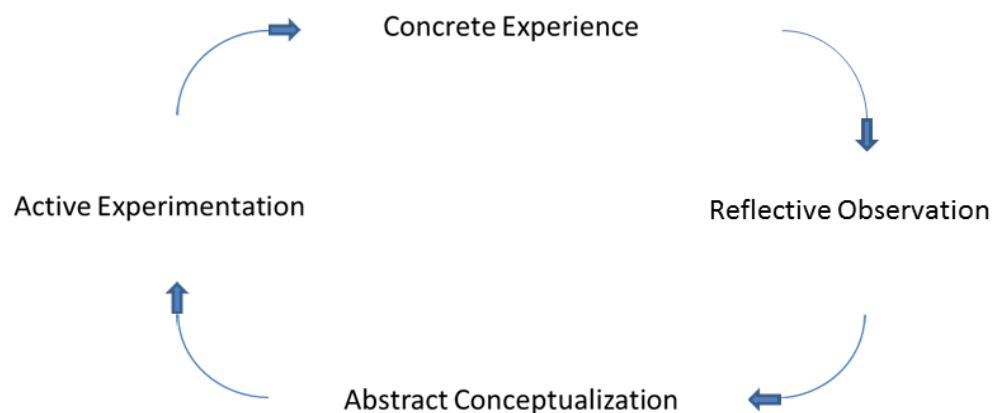 Concrete Experience
Active Experimentation
Reflective Observation
Abstract Conceptualization